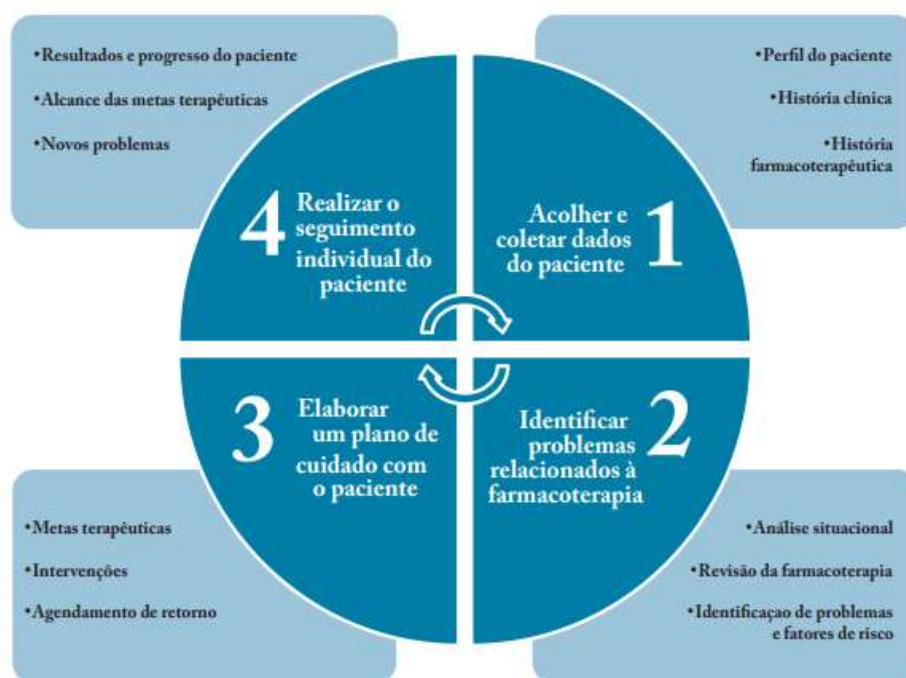 •Resultados e progresso do paciente
•Alcance das metas terapêuticas
•Novos problemas
•Perfil do paciente
•História clínica
•História
farmacoterapêutica
4
Realizar o
seguimento
individual do
paciente
Acolher e
coletar dados
do paciente
1
3
Elaborar
um plano de
cuidado com
o paciente
Identificar
problemas
relacionados à
farmacoterapia
2
•Metas terapêuticas
•Intervenções
•Agendamento de retorno
•Análise situacional
•Revisão da farmacoterapia
•Identificaçao de problemas
e fatores de risco